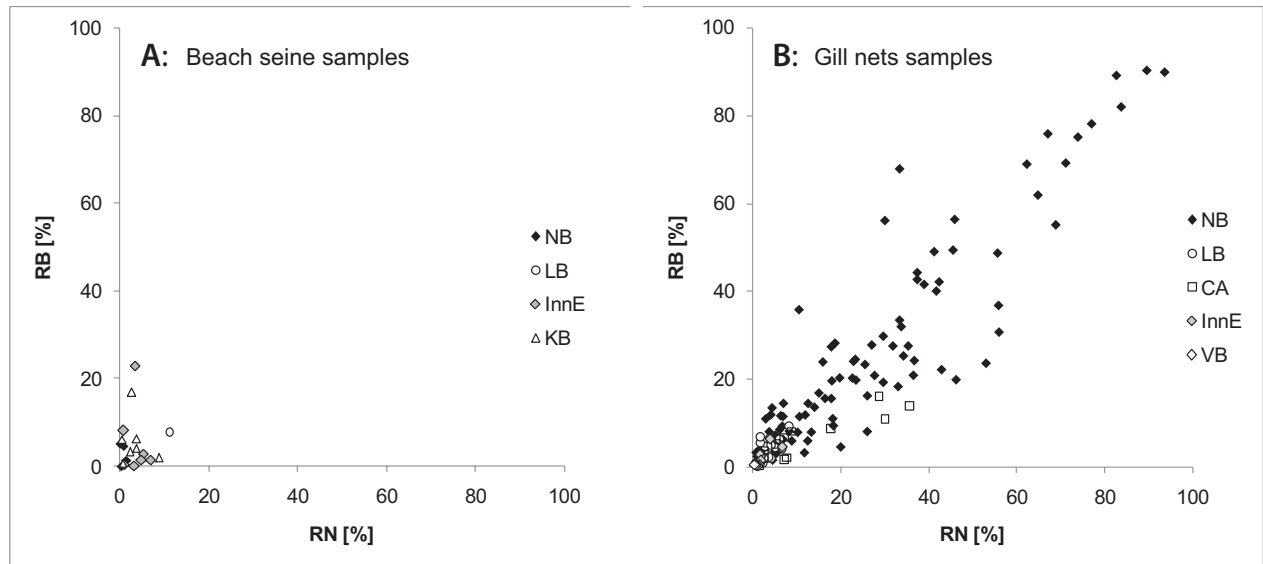 A: Beach seine samples
RB [%]
100
80
60
40
20
0
0 20 40 60 80 100
RN [%]
NB
LB
InnE
KB
B: Gill nets samples
RB [%]
100
80
60
40
20
0
0 20 40 60 80 100
RN [%]
NB
LB
CA
InnE
VB